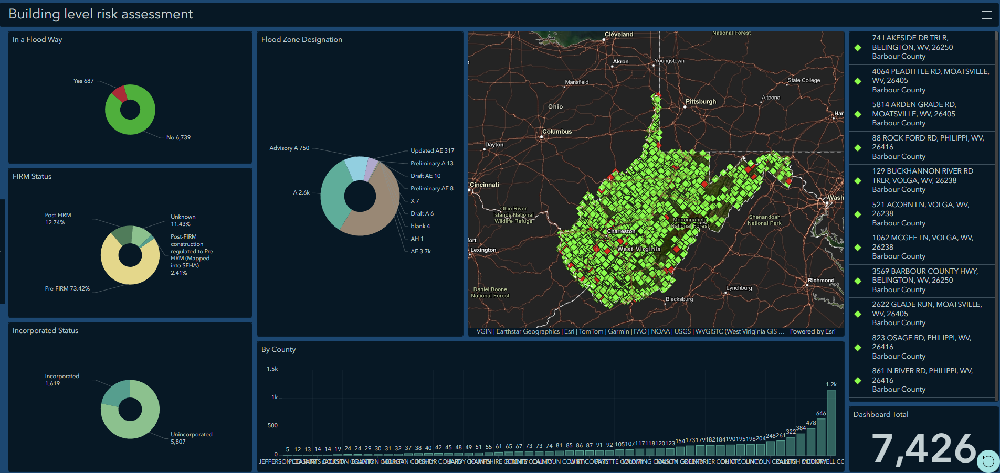 Building level risk assessment
In a Flood Way
Yes 687
No 6,739
FIRM Status
Post-FIRM
12.74%
Unknown
11.43%
Post-FIRM
construction
regulated to Pre-
FIRM (Mapped
into SFHA)
2.41%
Pre-FIRM 73.42%
Incorporated Status
Incorporated
1,619
Unincorporated
5,807
Flood Zone Designation
Advisory A 750
A 2.6k
Updated AE 317
Preliminary A 13
Draft AE 10
Preliminary AE 8
X 7
Draft A 6
blank 4
AH 1
AE 3.7k
Cleveland
National Forest
Akron
Youngstown
Mansfield
State College
Altoona
Pittsburgh
Ohio
Harr
Columbus
Dayton
Cincinnati
Wash
Ohio River
Islands National
Wildlife Refuge
Monongahela
National Forest
Shenandoah
National Park
Charleston
fort
Lexington
West Virginia
Richmond
Daniel Boone
National Forest
Lynchburg
Blacksburg
VGIN | Earthstar Geographics | Esri | TomTom | Garmin | FAO | NOAA | USGS | WVGISTC (West Virginia GIS ... Powered by Esri
By County
1.5k
1k
500
0
5 12 13 14 14 19 24 24 29 30 31 32 37 38 40 42 45 48 49 51 55 61 65 67 73 73 74 81 85 86 87 91 92 105 107 117 118 120 123 154 173 179 182 184 190 195 196 204 248 261 322 384 478 646 1.2k
JEFFERSON
74 LAKESIDE DR TRLR,
BELINGTON, WV, 26250
Barbour County
4064 PEADITTLE RD, MOATSVILLE,
WV, 26405
Barbour County
5814 ARDEN GRADE RD,
MOATSVILLE, WV, 26405
Barbour County
88 ROCK FORD RD, PHILIPPI, WV,
26416
Barbour County
129 BUCKHANNON RIVER RD
TRLR, VOLGA, WV, 26238
Barbour County
521 ACORN LN, VOLGA, WV,
26238
Barbour County
1062 MCGEE LN, VOLGA, WV,
26238
Barbour County
3569 BARBOUR COUNTY HWY,
BELINGTON, WV, 26250
Barbour County
2622 GLADE RUN, MOATSVILLE,
WV, 26405
Barbour County
823 OSAGE RD, PHILIPPI, WV,
26416
Barbour County
861 N RIVER RD, PHILIPPI, WV,
26416
Barbour County
Dashboard Total
7,426